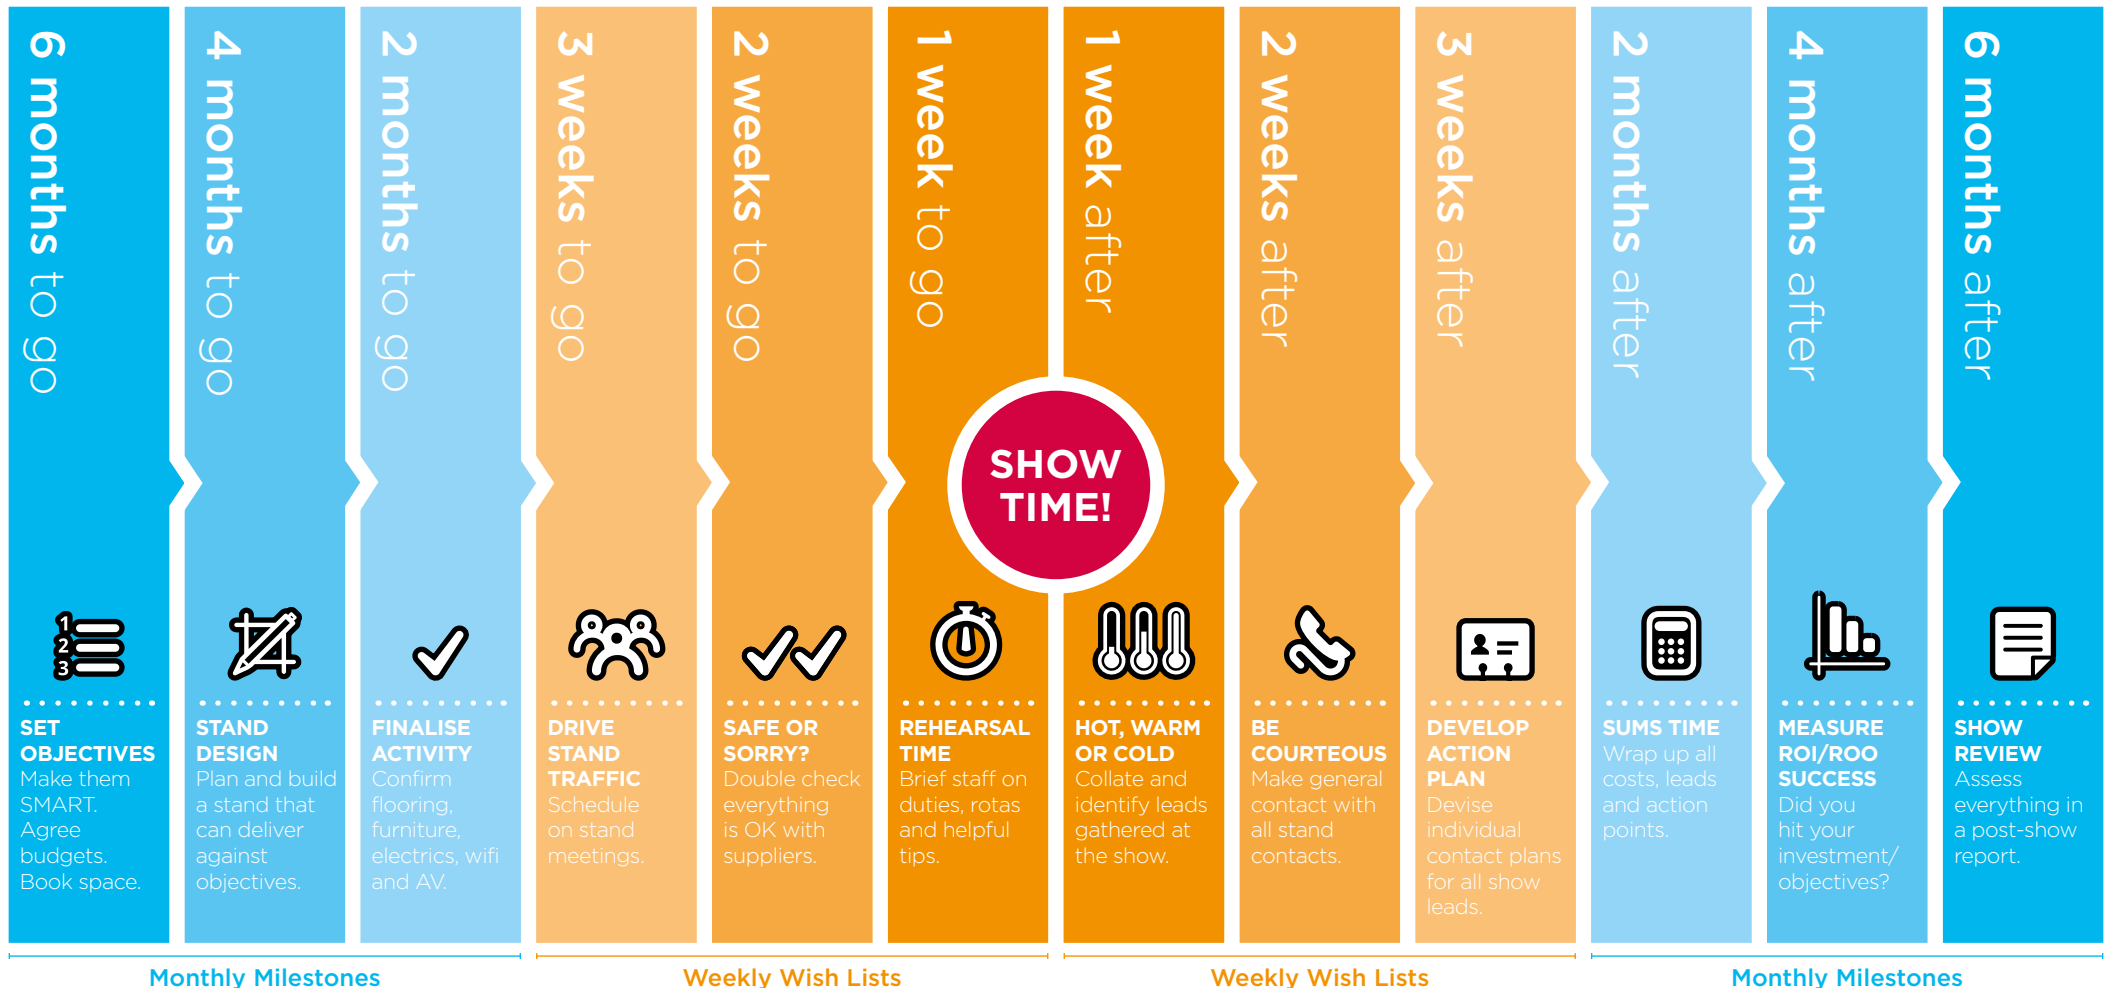 6 months to go
1
2
3
SET
OBJECTIVES
Make them
SMART.
Agree
budgets.
Book space.
4 months to go
STAND
DESIGN
Plan and build
a stand that
can deliver
against
objectives.
2 months to go
FINALISE
ACTIVITY
Confirm
flooring,
furniture,
electrics, wifi
and AV.
3 weeks to go
DRIVE
STAND
TRAFFIC
Schedule
on stand
meetings.
2 weeks to go
SAFE OR
SORRY?
Double check
everything
is OK with
suppliers.
1 week to go
REHEARSAL
TIME
Brief staff on
duties, rotas
and helpful
tips.
SHOW
TIME!
1 week after
HOT, WARM
OR COLD
Collate and
identify leads
gathered at
the show.
2 weeks after
BE
COURTEOUS
Make general
contact with
all stand
contacts.
3 weeks after
DEVELOP
ACTION
PLAN
Devise
individual
contact plans
for all show
leads.
2 months after
SUMS TIME
Wrap up all
costs, leads
and action
points.
4 months after
MEASURE
ROI/ROO
SUCCESS
Did you
hit your
investment/
objectives?
6 months after
SHOW
REVIEW
Assess
everything in
a post-show
report.
Monthly Milestones
Weekly Wish Lists
Weekly Wish Lists
Monthly Milestones